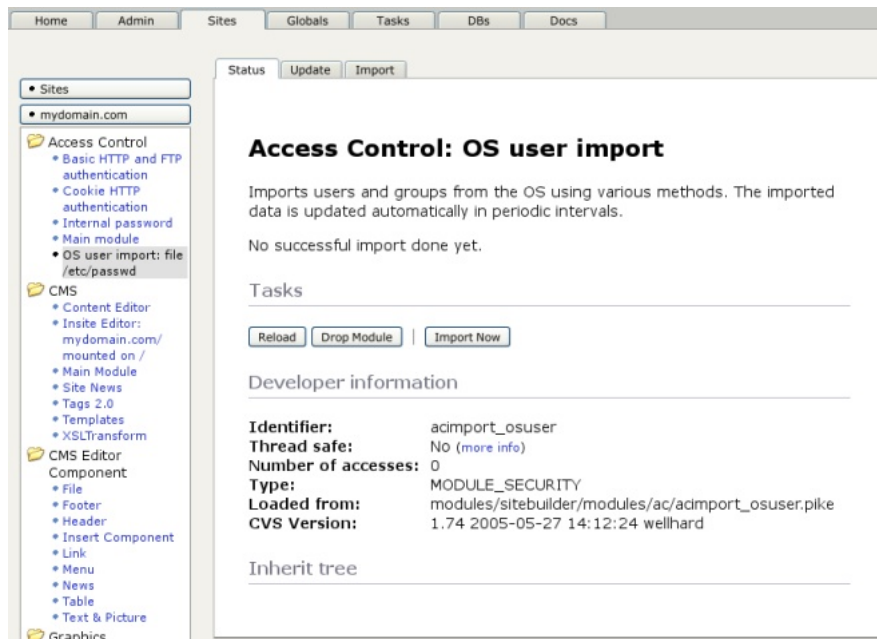 Home Admin Sites Globals Tasks DBs Docs
Status Update Import
• Sites
• mydomain.com
Access Control
• Basic HTTP and FTP
authentication
• Cookie HTTP
authentication
• Internal password
• Main module
• OS user import: file
/etc/passwd
CMS
• Content Editor
• Insite Editor:
mydomain.com/
mounted on /
• Main Module
• Site News
• Tags 2.0
• Templates
• XSLTransform
CMS Editor
Component
• File
• Footer
• Header
• Insert Component
• Link
• Menu
• News
• Table
• Text & Picture
Graphics
Access Control: OS user import
Imports users and groups from the OS using various methods. The imported
data is updated automatically in periodic intervals.
No successful import done yet.
Tasks
Reload Drop Module | Import Now
Developer information
Identifier: acimport_osuser
Thread safe: No (more info)
Number of accesses: 0
Type: MODULE_SECURITY
Loaded from: modules/sitebuilder/modules/ac/acimport_osuser.pike
CVS Version: 1.74 2005-05-27 14:12:24 wellhard
Inherit tree